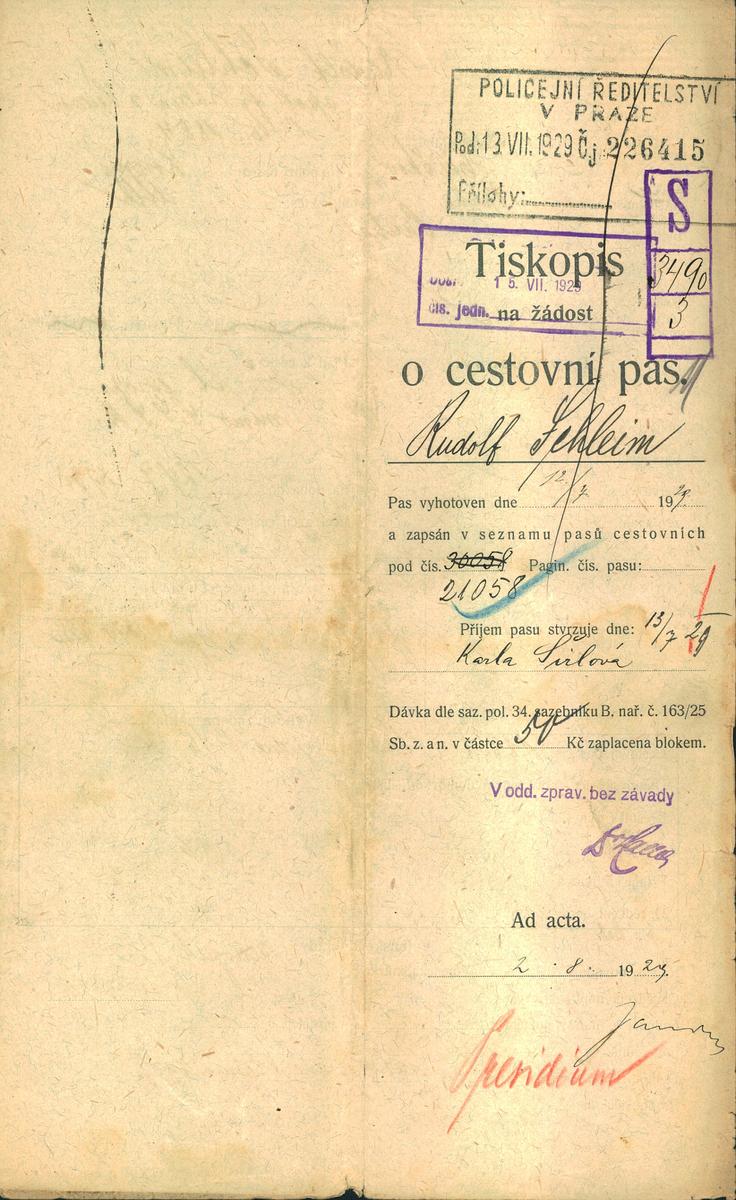 POLICEJNÍ ŘEDITELSTVÍ
V PRAZE
Pod: 13 VII. 1929 Č.j. 226415
Přílohy:
S
3490
3
Tiskopis
15. VII. 1929
čís. jedn. na žádost
o cestovní pas.
Rudolf Schleim
Pas vyhotoven dne 12/7 1929
a zapsán v seznamu pasů cestovních
pod čís. 30058 Pagin. čís. pasu:
21058
Příjem pasu stvrzuje dne: 13/7 29
Karla Širlová
Dávka dle saz. pol. 34. sazebníku B. nař. č. 163/25
Sb. z. a n. v částce 50 Kč zaplacena blokem.
V odd. zprav. bez závady
Ad acta.
2. 8. 1929.
Presidium